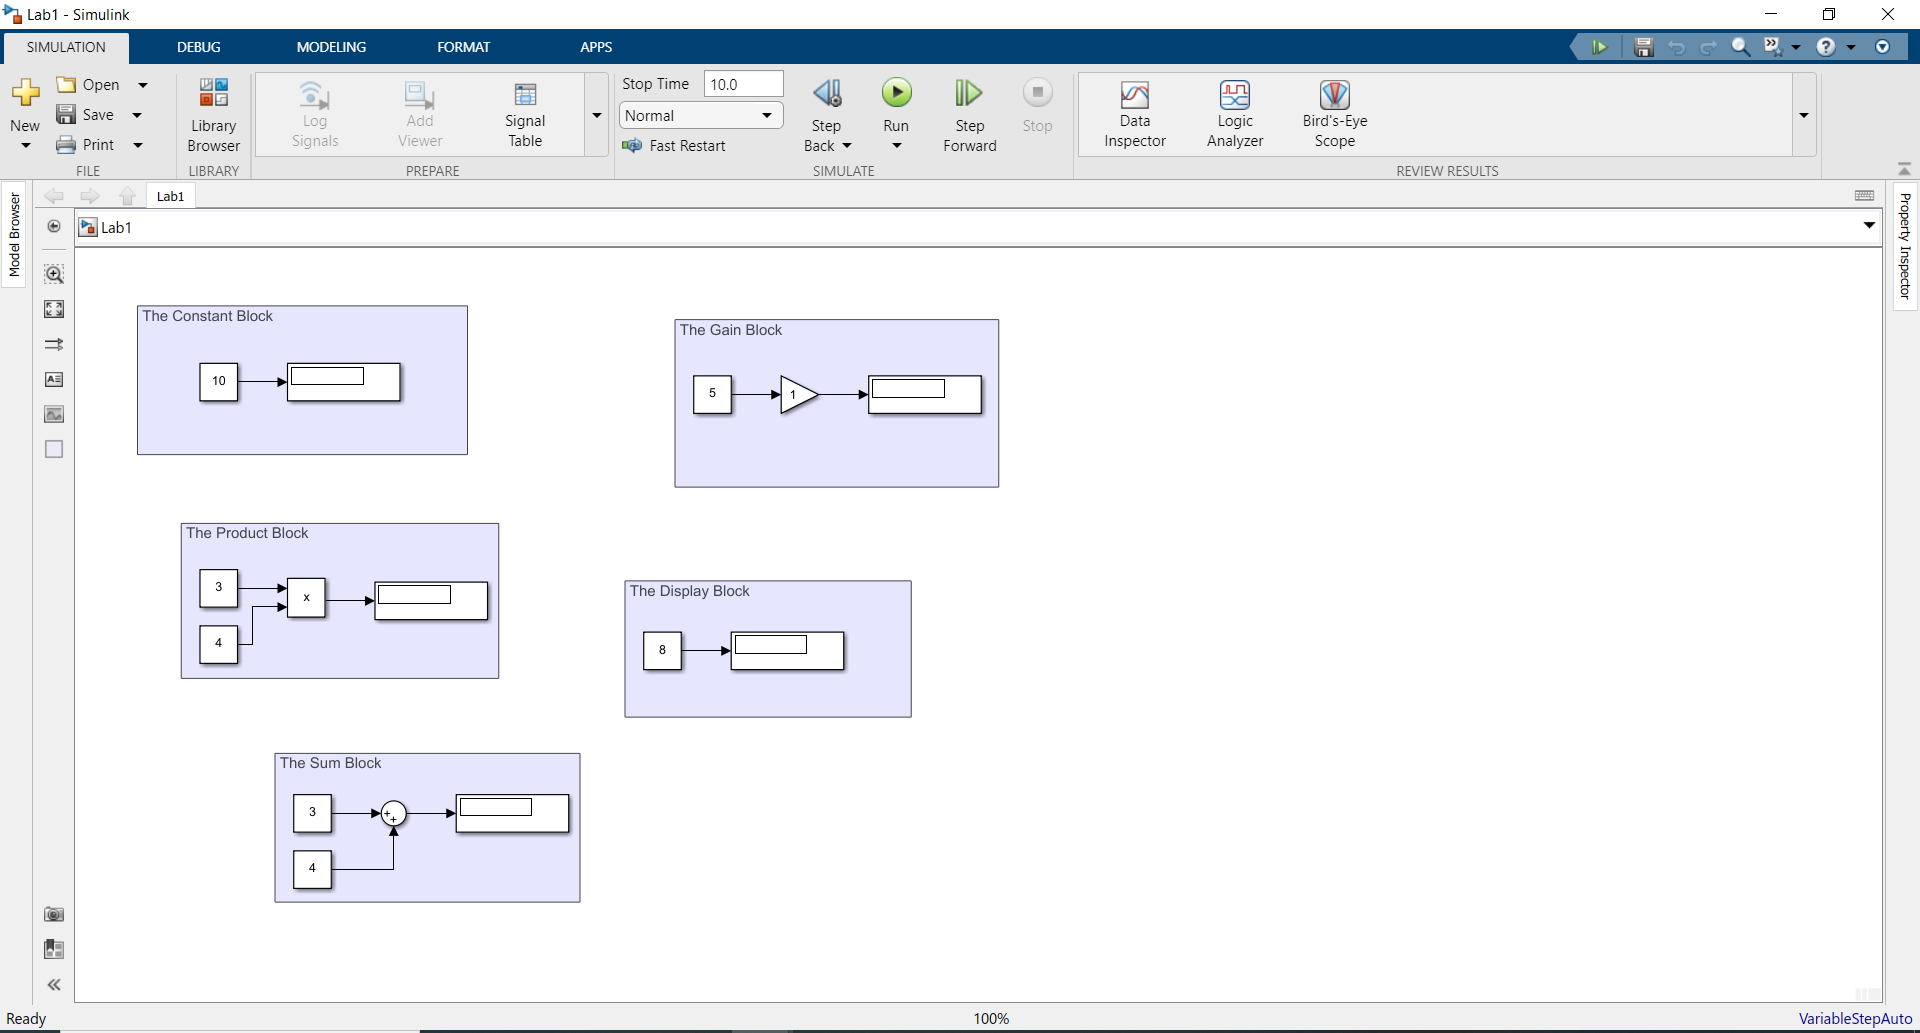 Lab1 - Simulink
SIMULATION DEBUG MODELING FORMAT APPS
New
Open
Save
Print
FILE
Library Browser
LIBRARY
Log Signals
Add Viewer
Signal Table
PREPARE
Stop Time 10.0
Normal
Fast Restart
Step Back
Run
Step Forward
Stop
SIMULATE
Data Inspector
Logic Analyzer
Bird's-Eye Scope
REVIEW RESULTS
Model Browser
Lab1
Lab1
Property Inspector
The Constant Block
10
The Gain Block
5 1
The Product Block
3
x
4
The Display Block
8
The Sum Block
3
+
+
4
Ready 100% VariableStepAuto